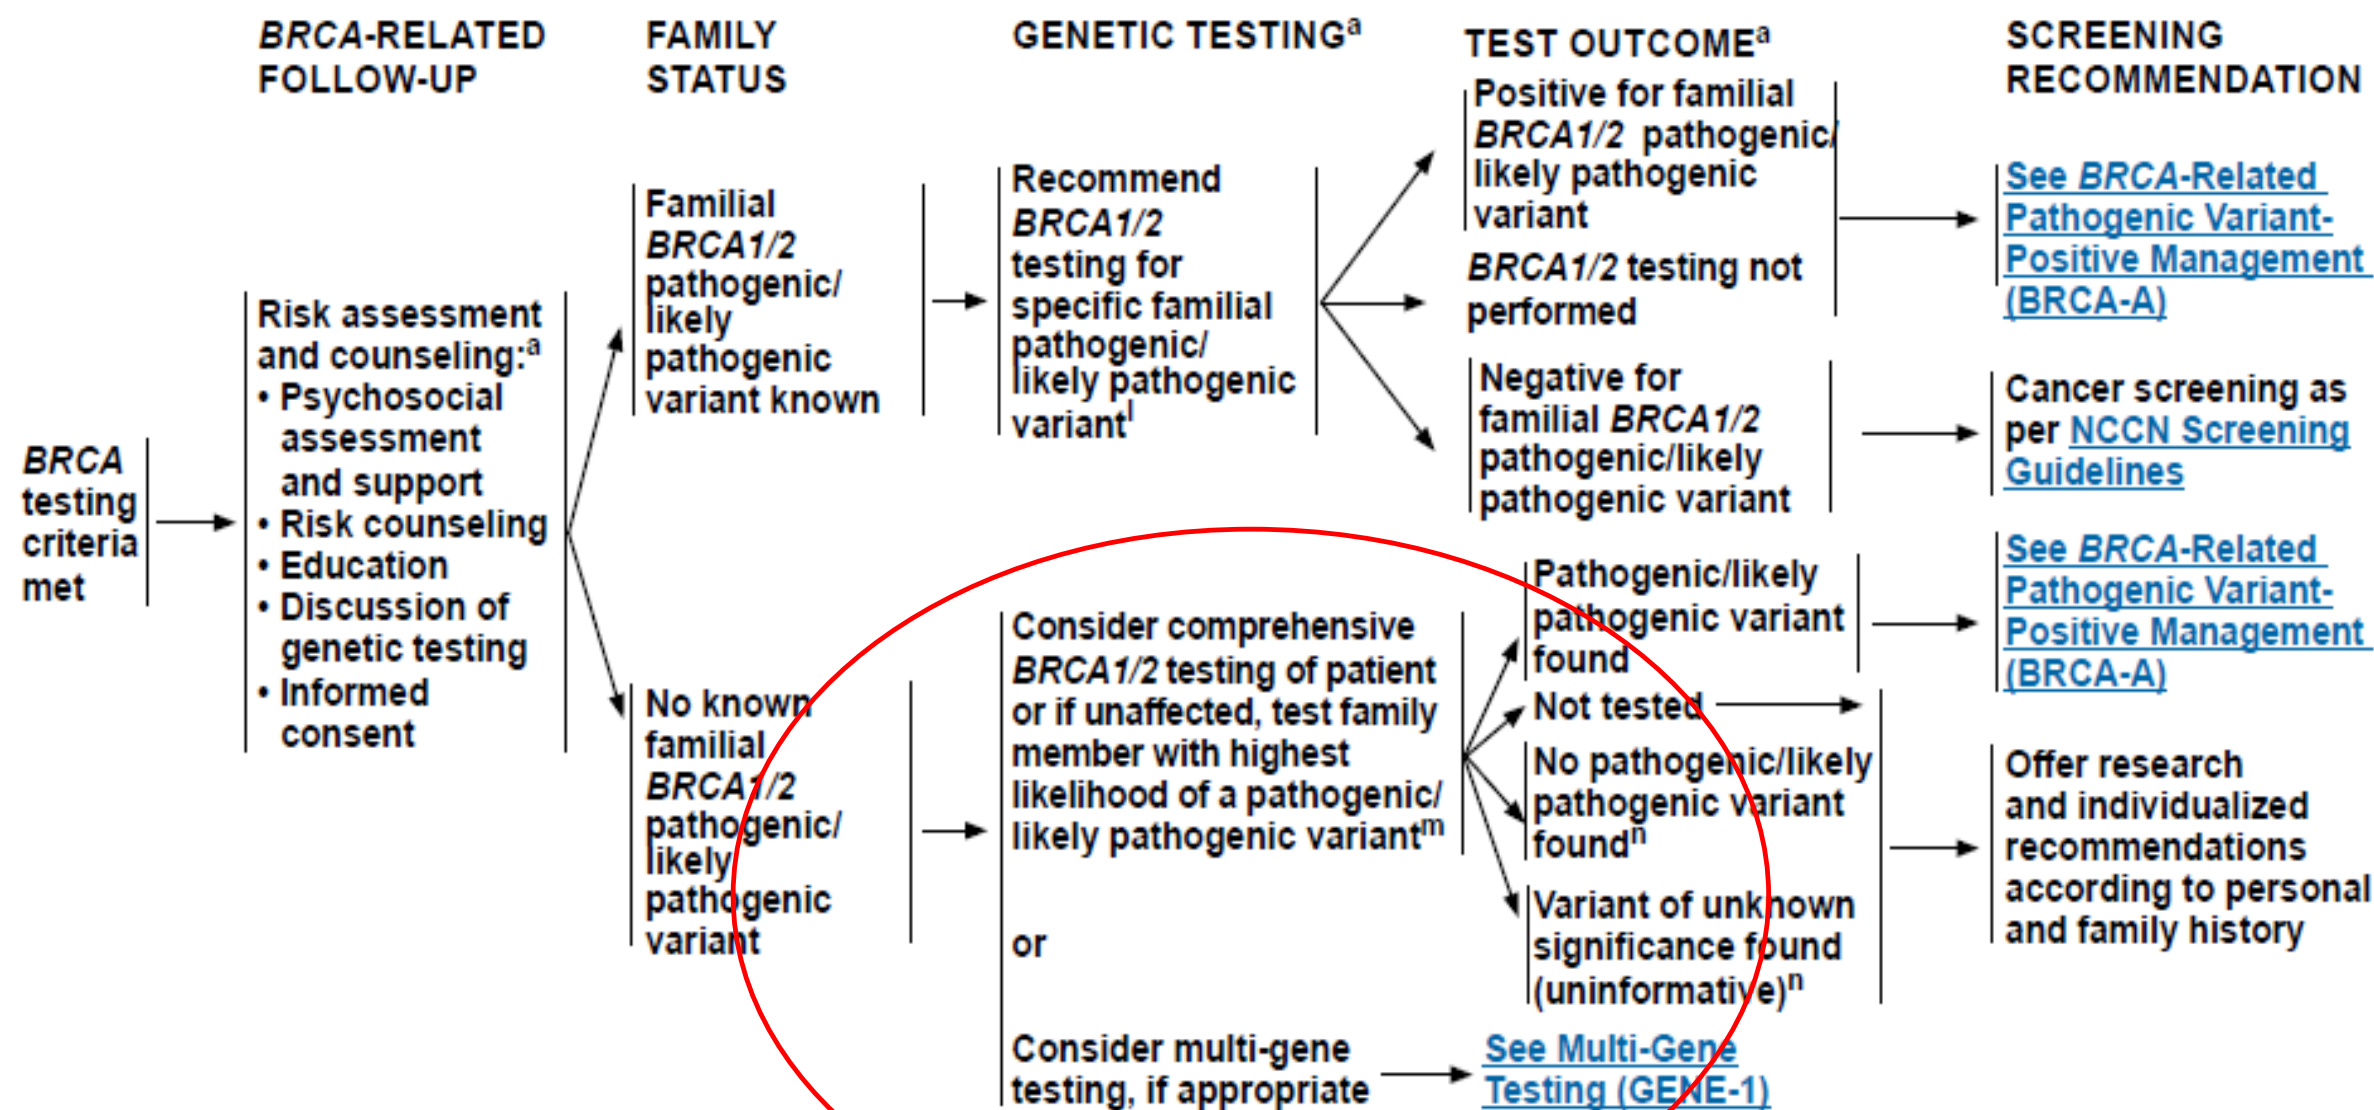 BRCA-RELATED
FOLLOW-UP
FAMILY
STATUS
GENETIC TESTINGa
TEST OUTCOMEa
SCREENING
RECOMMENDATION
BRCA
testing
criteria
met
Risk assessment
and counseling:a
• Psychosocial
assessment
and support
• Risk counseling
• Education
• Discussion of
genetic testing
• Informed
consent
Familial
BRCA1/2
pathogenic/
likely
pathogenic
variant known
Recommend
BRCA1/2
testing for
specific familial
pathogenic/
likely pathogenic
variantl
Positive for familial
BRCA1/2 pathogenic/
likely pathogenic
variant
BRCA1/2 testing not
performed
See BRCA-Related
Pathogenic Variant-
Positive Management
(BRCA-A)
Negative for
familial BRCA1/2
pathogenic/likely
pathogenic variant
Cancer screening as
per NCCN Screening
Guidelines
No known
familial
BRCA1/2
pathogenic/
likely
pathogenic
variant
Consider comprehensive
BRCA1/2 testing of patient
or if unaffected, test family
member with highest
likelihood of a pathogenic/
likely pathogenic variantm
or
Consider multi-gene
testing, if appropriate
Pathogenic/likely
pathogenic variant
found
See BRCA-Related
Pathogenic Variant-
Positive Management
(BRCA-A)
Not tested
No pathogenic/likely
pathogenic variant
foundn
Variant of unknown
significance found
(uninformative)n
Offer research
and individualized
recommendations
according to personal
and family history
See Multi-Gene
Testing (GENE-1)